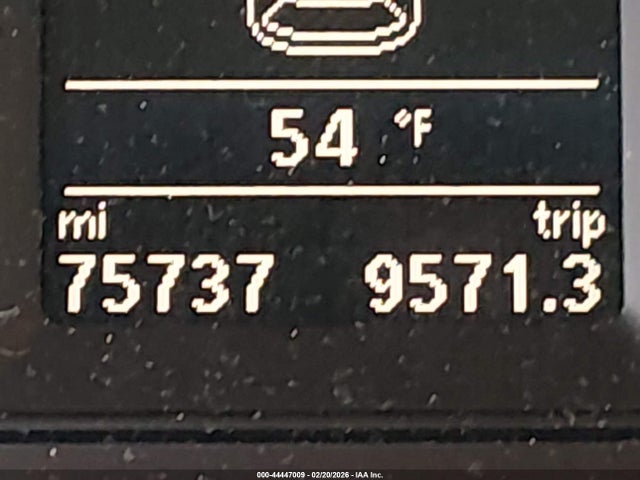 54 °F
mi trip
75737 9571.3
000-44447009 - 02/20/2026 - IAA Inc.